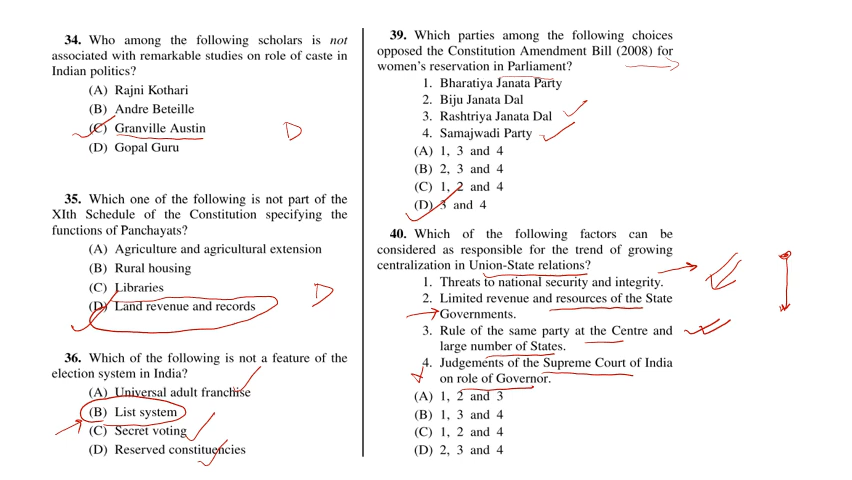 34. Who among the following scholars is not
associated with remarkable studies on role of caste in
Indian politics?
(A) Rajni Kothari
(B) Andre Beteille
(C) Granville Austin
D
(D) Gopal Guru
35. Which one of the following is not part of the
XIth Schedule of the Constitution specifying the
functions of Panchayats?
(A) Agriculture and agricultural extension
(B) Rural housing
(C) Libraries
D
(D) Land revenue and records
36. Which of the following is not a feature of the
election system in India?
(A) Universal adult franchise
(B) List system
(C) Secret voting
(D) Reserved constituencies
39. Which parties among the following choices
opposed the Constitution Amendment Bill (2008) for
women's reservation in Parliament?
1. Bharatiya Janata Party
2. Biju Janata Dal
3. Rashtriya Janata Dal
4. Samajwadi Party
(A) 1, 3 and 4
(B) 2, 3 and 4
(C) 1, 2 and 4
(D) 3 and 4
40. Which of the following factors can be
considered as responsible for the trend of growing
centralization in Union-State relations?
1. Threats to national security and integrity.
2. Limited revenue and resources of the State
Governments.
3. Rule of the same party at the Centre and
large number of States.
4. Judgements of the Supreme Court of India
on role of Governor.
(A) 1, 2 and 3
(B) 1, 3 and 4
(C) 1, 2 and 4
(D) 2, 3 and 4